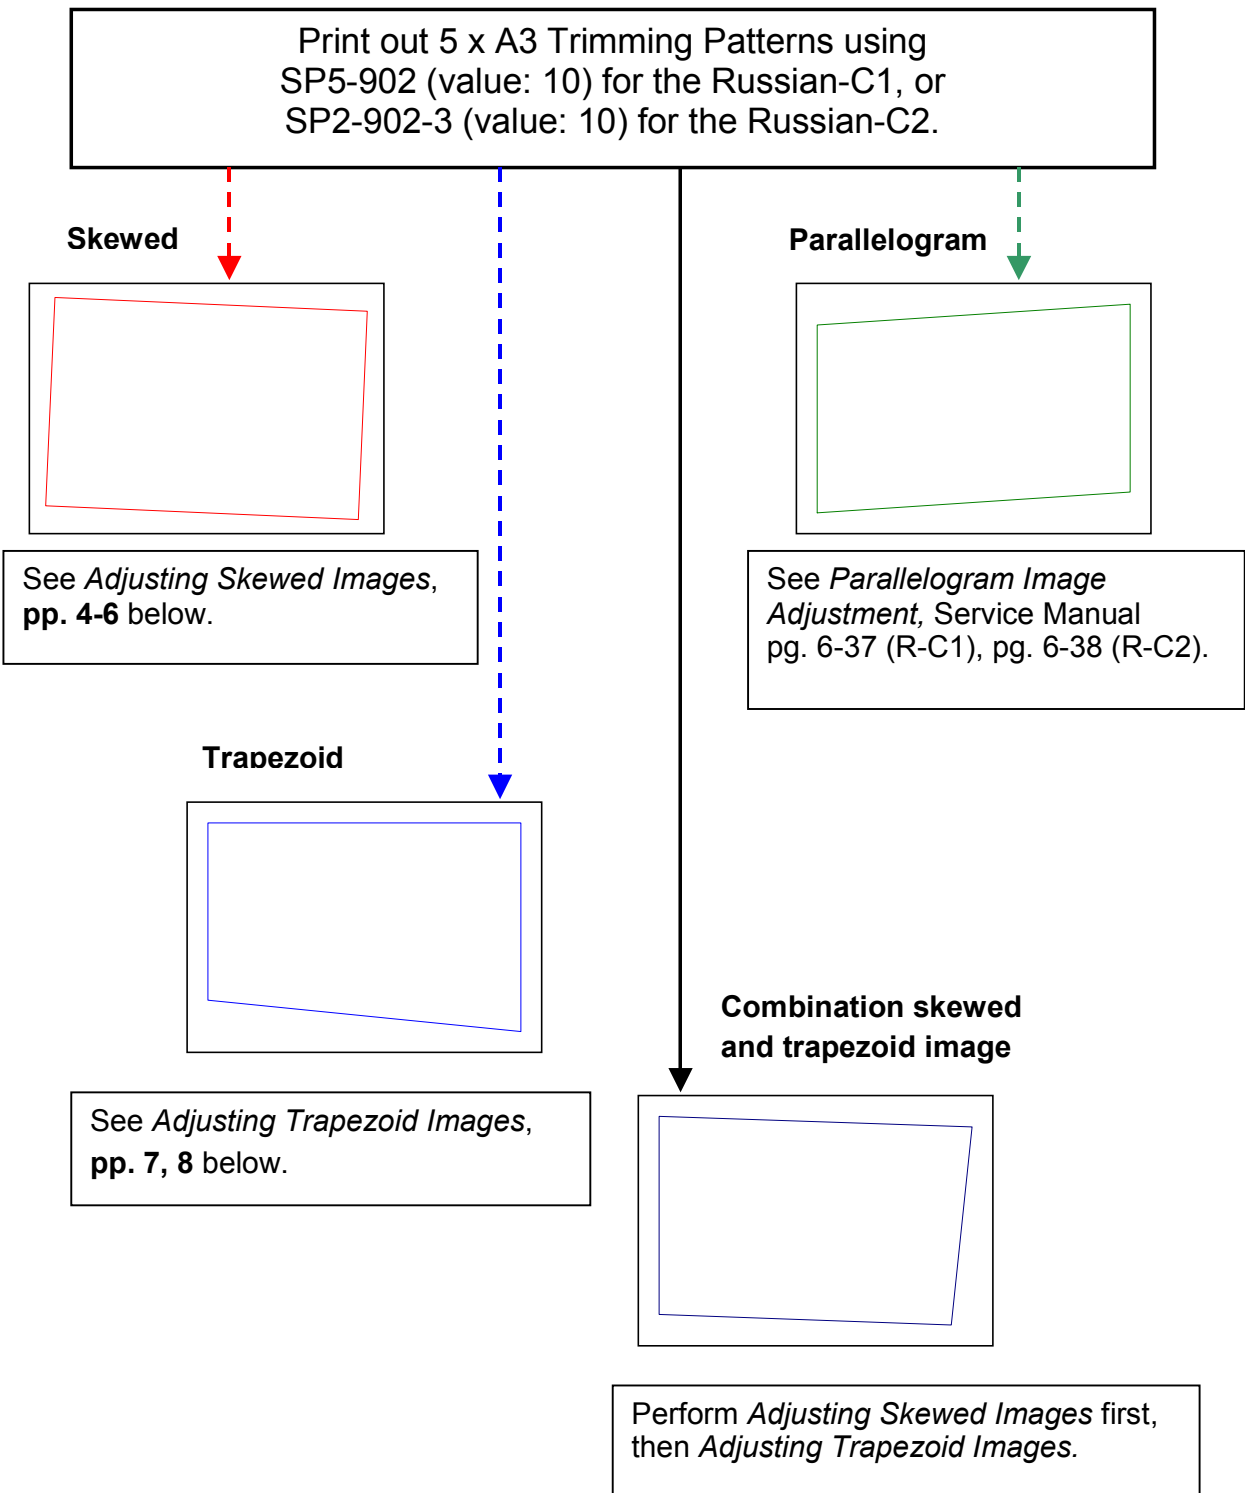 Print out 5 x A3 Trimming Patterns using
SP5-902 (value: 10) for the Russian-C1, or
SP2-902-3 (value: 10) for the Russian-C2.
Skewed
Parallelogram
See Adjusting Skewed Images,
pp. 4-6 below.
See Parallelogram Image
Adjustment, Service Manual
pg. 6-37 (R-C1), pg. 6-38 (R-C2).
Trapezoid
Combination skewed
and trapezoid image
See Adjusting Trapezoid Images,
pp. 7, 8 below.
Perform Adjusting Skewed Images first,
then Adjusting Trapezoid Images.